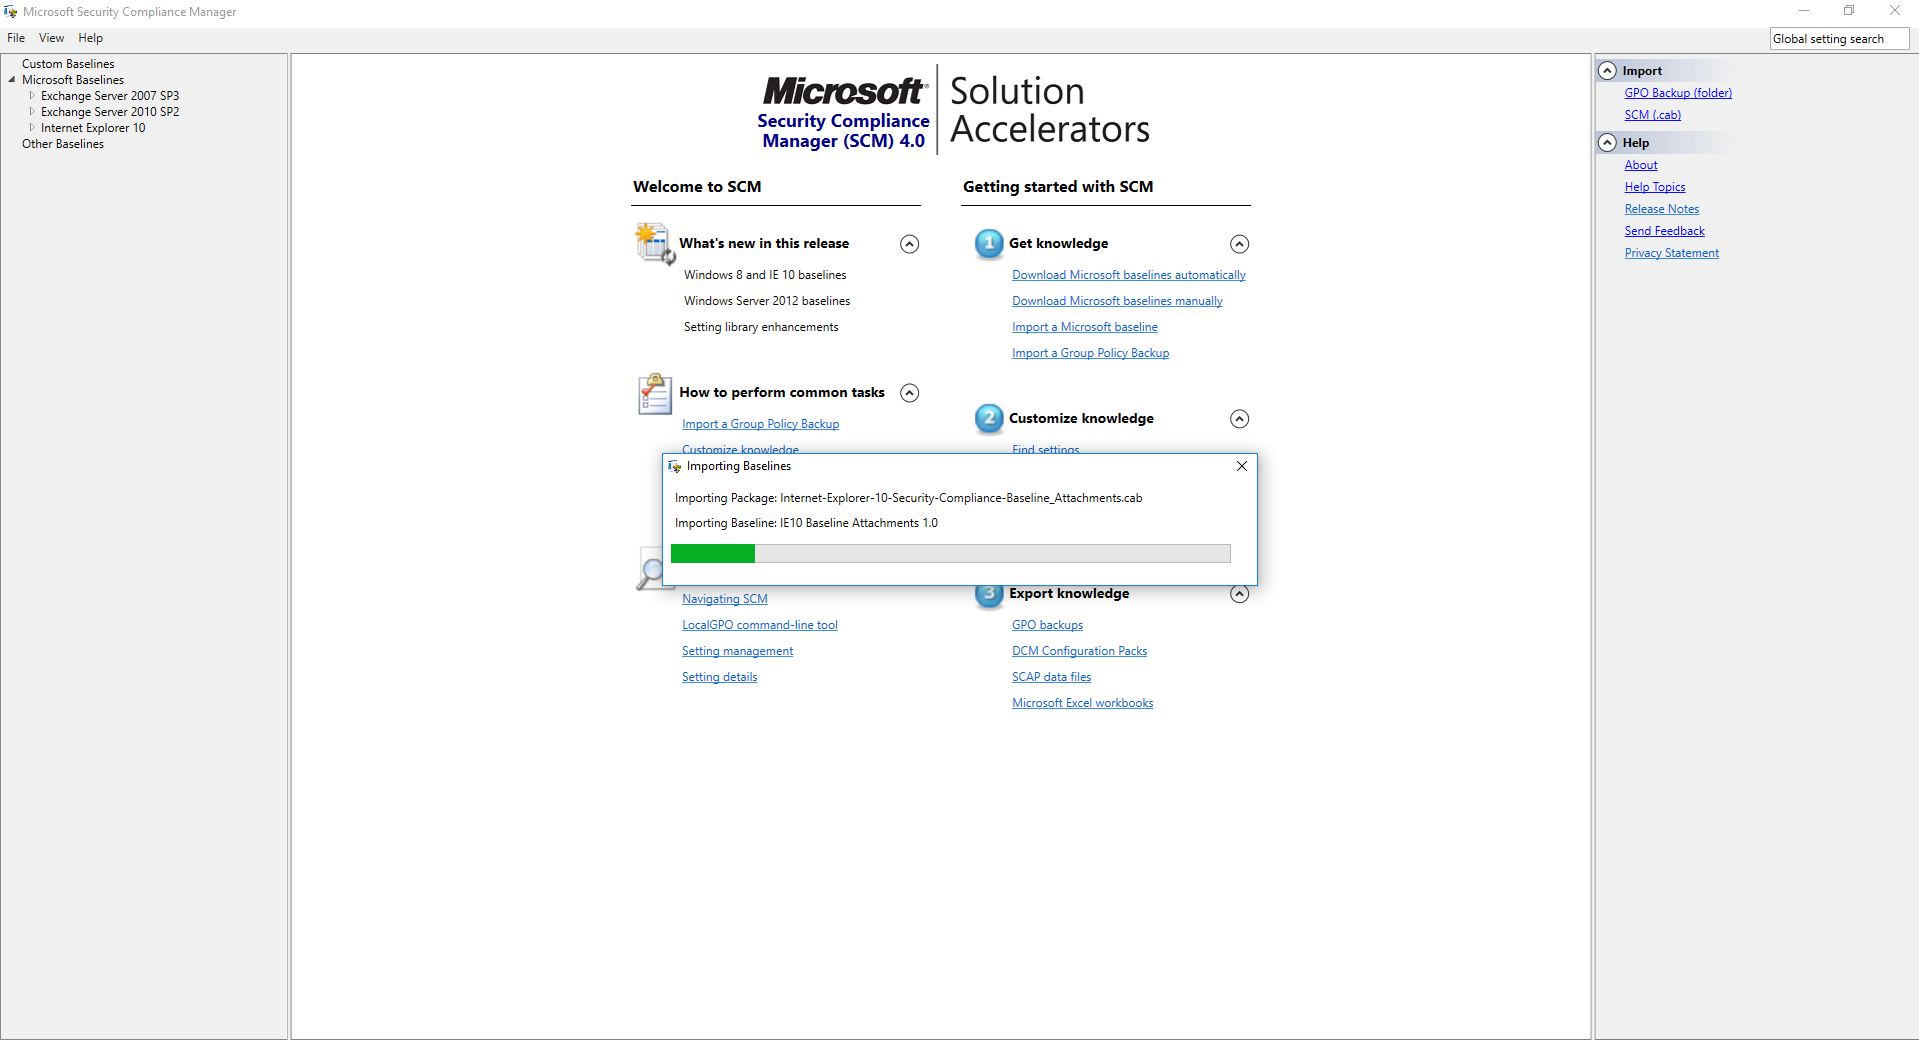 Microsoft Security Compliance Manager
File View Help
Global setting search
Custom Baselines
Microsoft Baselines
Exchange Server 2007 SP3
Exchange Server 2010 SP2
Internet Explorer 10
Other Baselines
Microsoft
Security Compliance
Manager (SCM) 4.0
Solution
Accelerators
Welcome to SCM
What's new in this release
Windows 8 and IE 10 baselines
Windows Server 2012 baselines
Setting library enhancements
How to perform common tasks
Import a Group Policy Backup
Customize knowledge
Getting started with SCM
1 Get knowledge
Download Microsoft baselines automatically
Download Microsoft baselines manually
Import a Microsoft baseline
Import a Group Policy Backup
2 Customize knowledge
Find settings
Importing Baselines
Importing Package: Internet-Explorer-10-Security-Compliance-Baseline_Attachments.cab
Importing Baseline: IE10 Baseline Attachments 1.0
Navigating SCM
LocalGPO command-line tool
Setting management
Setting details
3 Export knowledge
GPO backups
DCM Configuration Packs
SCAP data files
Microsoft Excel workbooks
Import
GPO Backup (folder)
SCM (.cab)
Help
About
Help Topics
Release Notes
Send Feedback
Privacy Statement